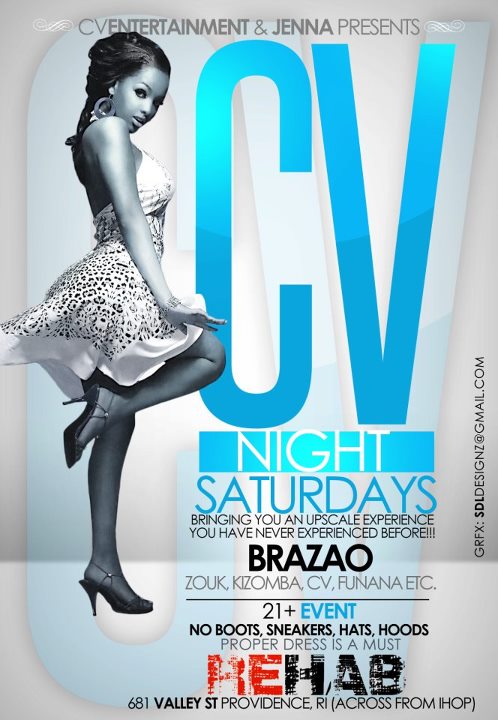 CVENTERTAINMENT & JENNA PRESENTS
CV
NIGHT
SATURDAYS
BRINGING YOU AN UPSCALE EXPERIENCE
YOU HAVE NEVER EXPERIENCED BEFORE!!!
BRAZAO
ZOUK, KIZOMBA, CV, FUNANA ETC.
21+ EVENT
NO BOOTS, SNEAKERS, HATS, HOODS
PROPER DRESS IS A MUST
REHAB
681 VALLEY ST PROVIDENCE, RI (ACROSS FROM IHOP)
GRFX: SDLDESIGNZ@GMAIL.COM